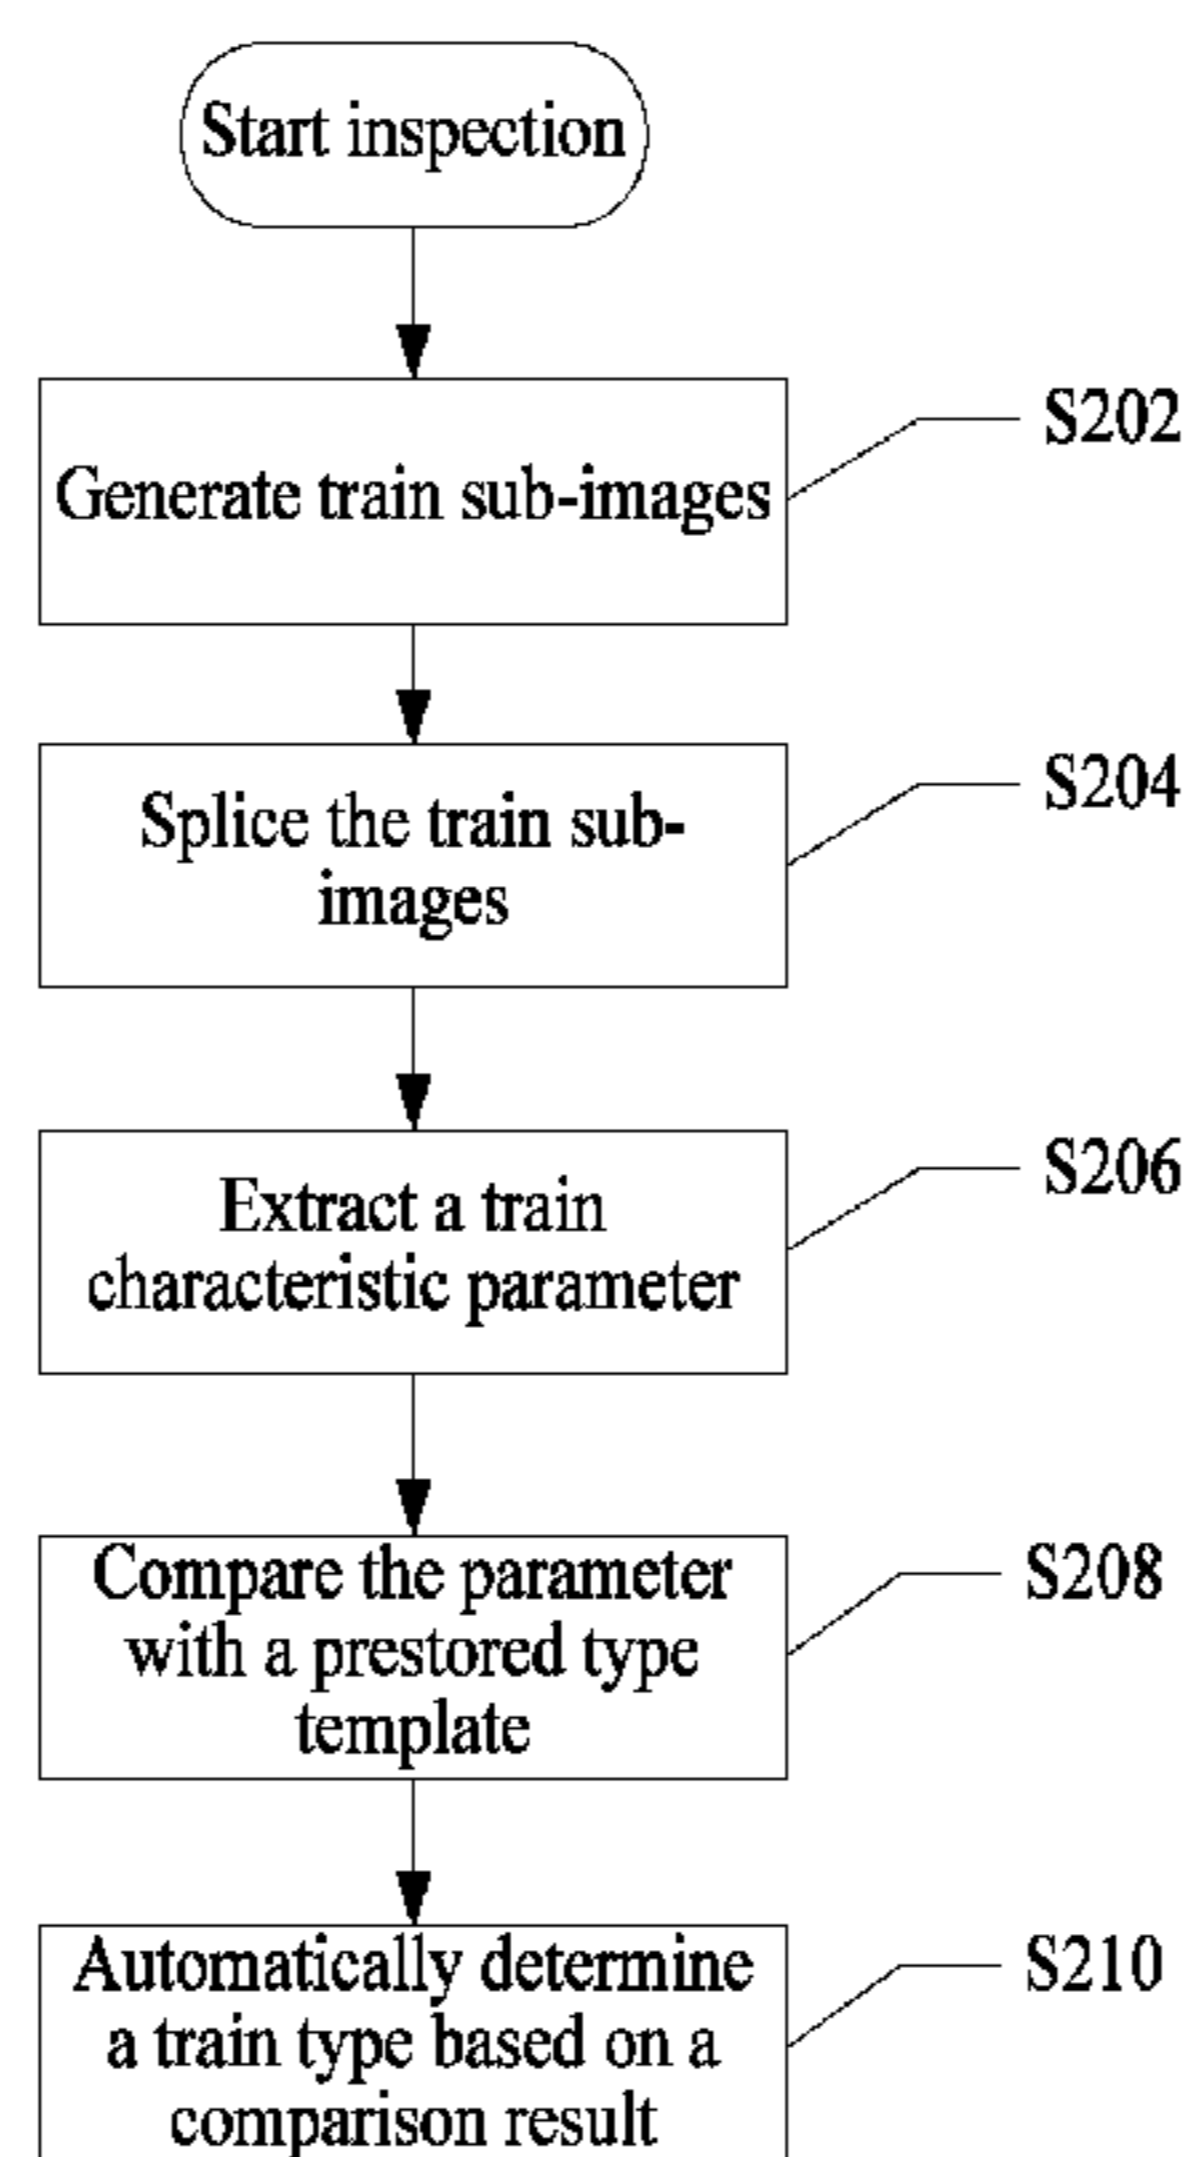 Start inspection
S202
Generate train sub-images
S204
Splice the train sub-
images
S206
Extract a train
characteristic parameter
S208
Compare the parameter
with a prestored type
template
S210
Automatically determine
a train type based on a
comparison result